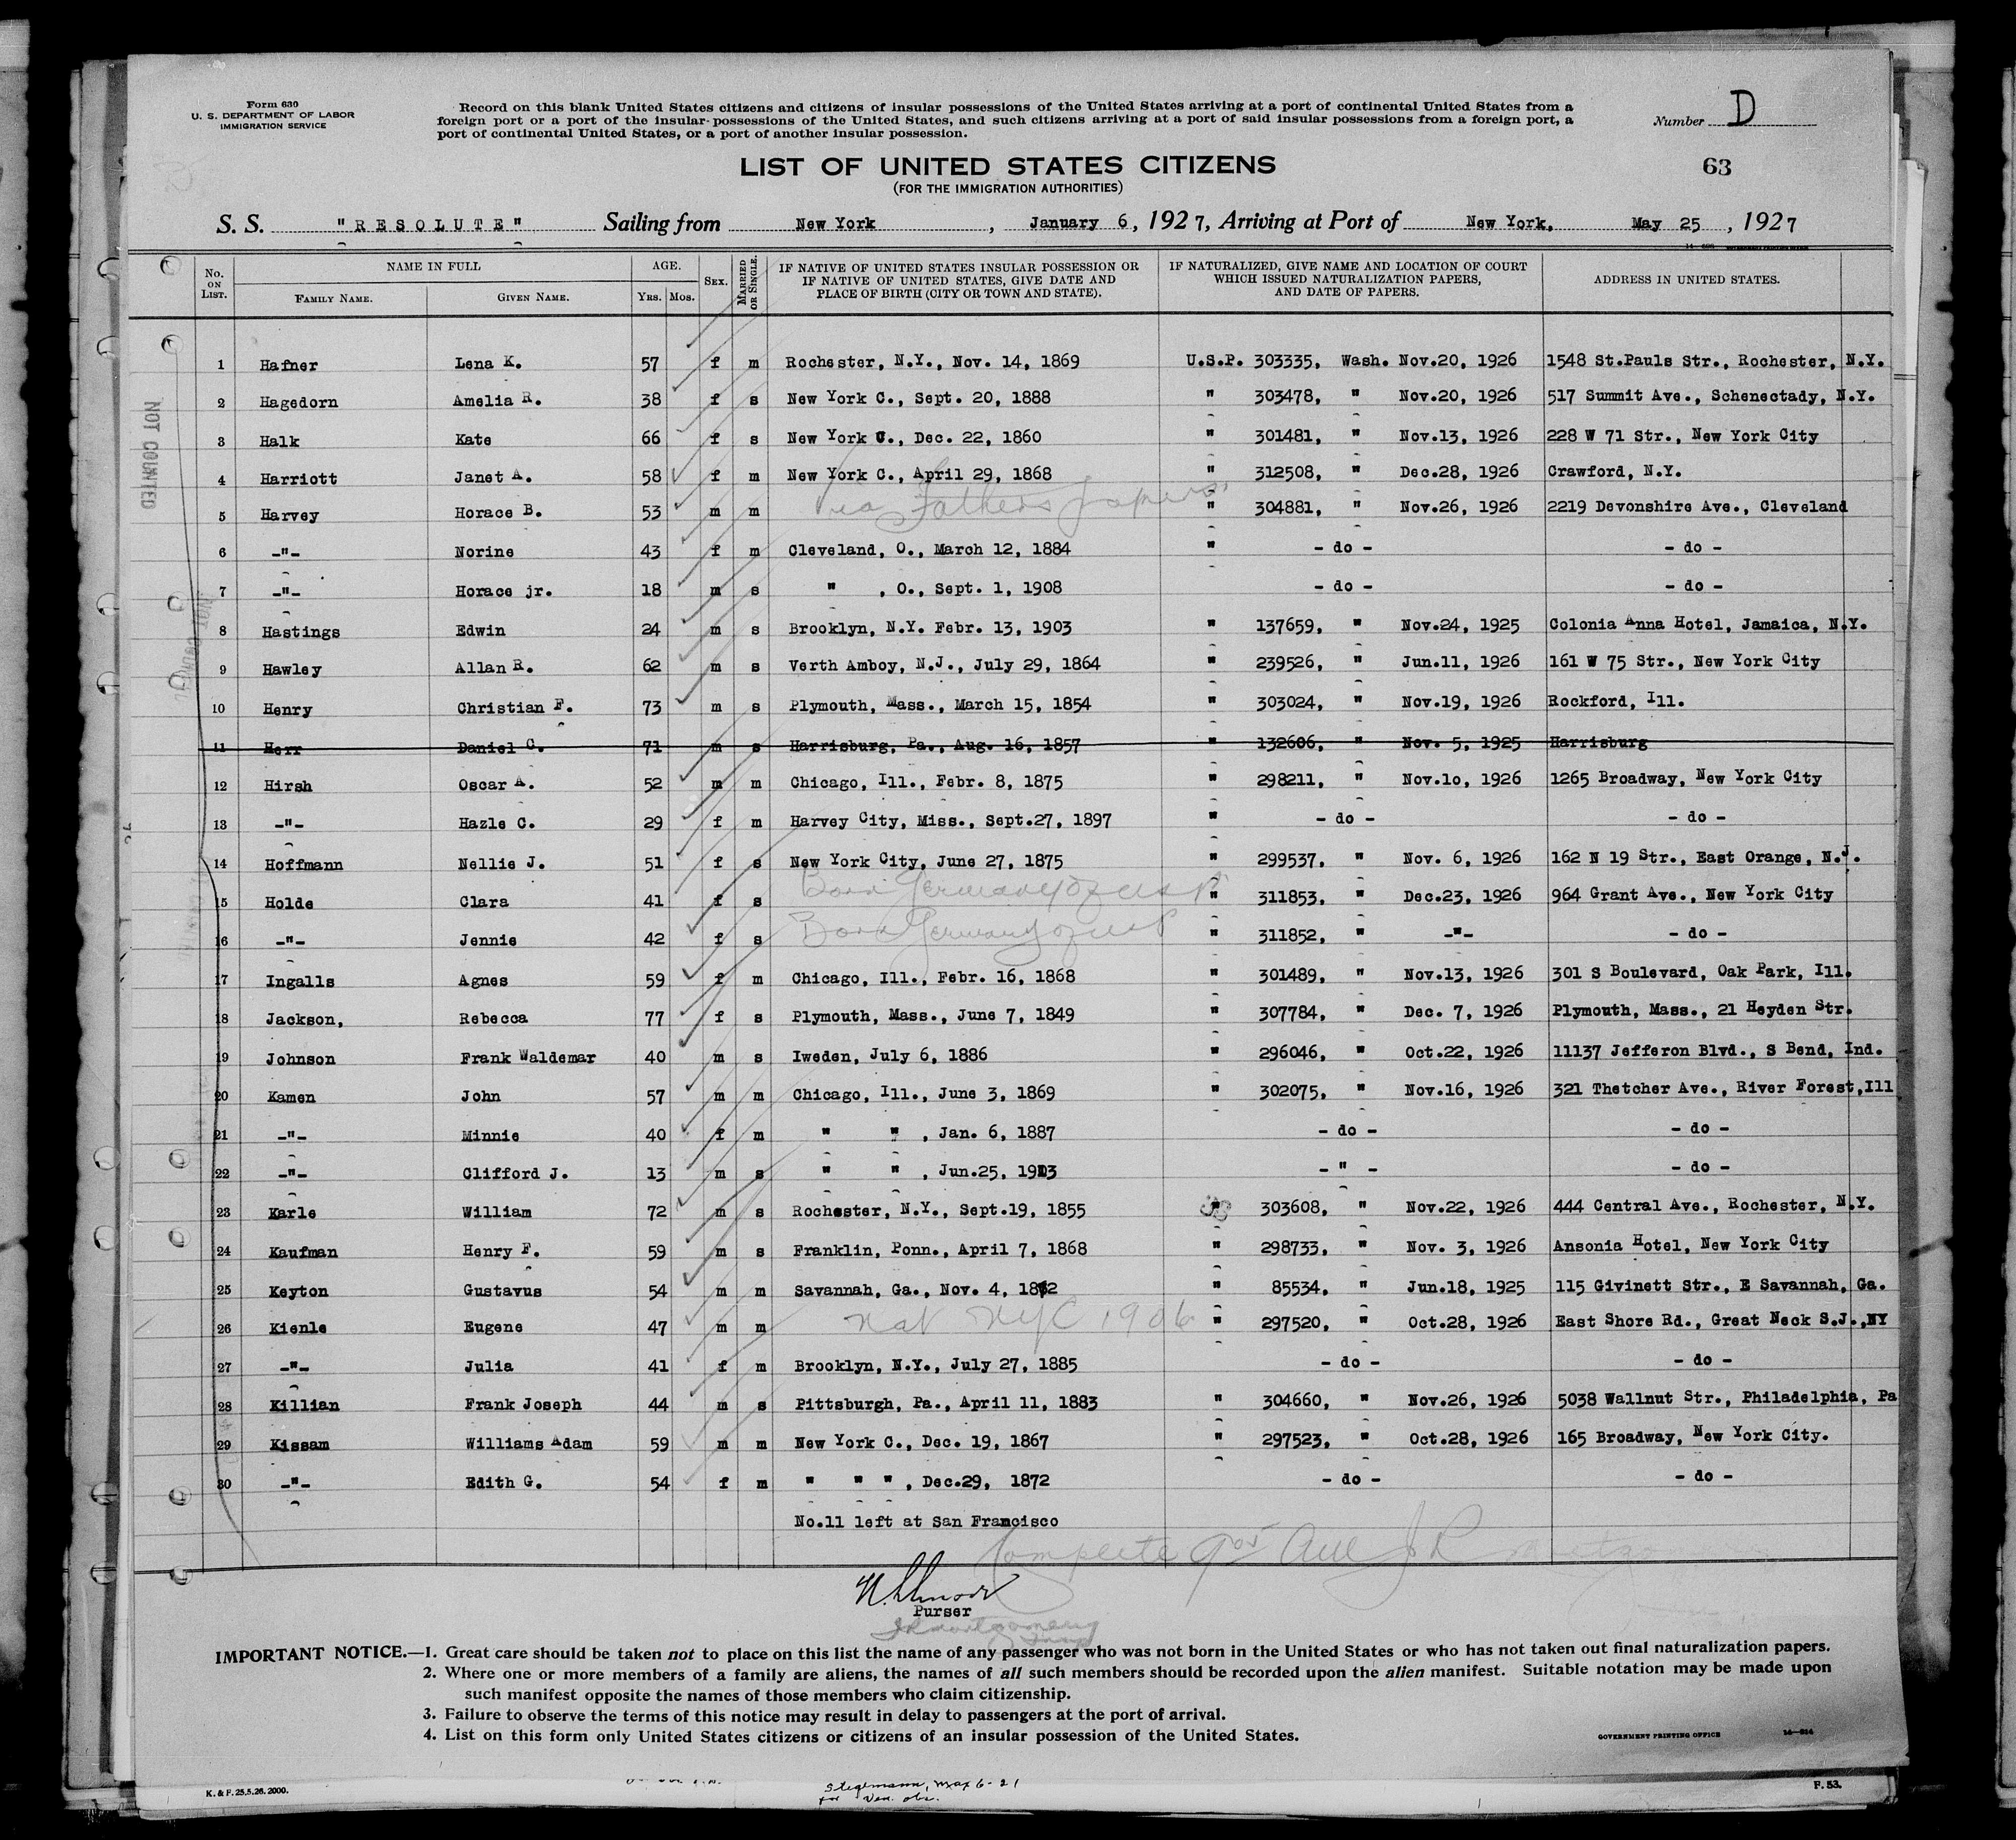 Form 630
U. S. DEPARTMENT OF LABOR
IMMIGRATION SERVICE
Record on this blank United States citizens and citizens of insular possessions of the United States arriving at a port of continental United States from a
foreign port or a port of the insular possessions of the United States, and such citizens arriving at a port of said insular possessions from a foreign port, a
port of continental United States, or a port of another insular possession.
Number D
63
LIST OF UNITED STATES CITIZENS
(FOR THE IMMIGRATION AUTHORITIES)
S. S. "RESOLUTE" Sailing from New York, January 6, 1927, Arriving at Port of New York, May 25, 1927
No. ON LIST. NAME IN FULL FAMILY NAME. GIVEN NAME. AGE. YRS. MOS. SEX. MARRIED OR SINGLE. IF NATIVE OF UNITED STATES INSULAR POSSESSION OR IF NATIVE OF UNITED STATES, GIVE DATE AND PLACE OF BIRTH (CITY OR TOWN AND STATE). IF NATURALIZED, GIVE NAME AND LOCATION OF COURT WHICH ISSUED NATURALIZATION PAPERS, AND DATE OF PAPERS. ADDRESS IN UNITED STATES.
NOT COUNTED
1 Hafner Lena K. 57 f m Rochester, N.Y., Nov. 14, 1869 U.S.P. 303335, Wash. Nov.20, 1926 1548 St.Pauls Str., Rochester, N.Y.
2 Hagedorn Amelia R. 38 f s New York C., Sept. 20, 1888 " 303478, " Nov.20, 1926 517 Summit Ave., Schenectady, N.Y.
3 Halk Kate 66 f s New York C., Dec. 22, 1860 " 301481, " Nov.13, 1926 228 W 71 Str., New York City
4 Harriott Janet A. 58 f m New York C., April 29, 1868 " 312508, " Dec.28, 1926 Crawford, N.Y.
5 Harvey Horace B. 53 m m via Fathers papers " 304881, " Nov.26, 1926 2219 Devonshire Ave., Cleveland
6 -"- Norine 43 f m Cleveland, O., March 12, 1884 " - do - - do -
7 -"- Horace jr. 18 m s " , O., Sept. 1, 1908 - do - - do -
8 Hastings Edwin 24 m s Brooklyn, N.Y. Febr. 13, 1903 " 137659, " Nov.24, 1925 Colonia Anna Hotel, Jamaica, N.Y.
9 Hawley Allan R. 62 m s Verth Amboy, N.J., July 29, 1864 " 239526, " Jun.11, 1926 161 W 75 Str., New York City
10 Henry Christian F. 73 m s Plymouth, Mass., March 15, 1854 " 303024, " Nov.19, 1926 Rockford, Ill.
11 Herr Daniel C. 71 m s Harrisburg, Pa., Aug. 16, 1857 " 132606, " Nov. 5, 1925 Harrisburg
12 Hirsh Oscar A. 52 m m Chicago, Ill., Febr. 8, 1875 " 298211, " Nov.10, 1926 1265 Broadway, New York City
13 -"- Hazle C. 29 f m Harvey City, Miss., Sept.27, 1897 " - do - - do -
14 Hoffmann Nellie J. 51 f s New York City, June 27, 1875 " 299537, " Nov. 6, 1926 162 N 19 Str., East Orange, N.J.
15 Holde Clara 41 f s Born Germany of US P " 311853, " Dec.23, 1926 964 Grant Ave., New York City
16 -"- Jennie 42 f s Born Germany of US P " 311852, " -"- - do -
17 Ingalls Agnes 59 f m Chicago, Ill., Febr. 16, 1868 " 301489, " Nov.13, 1926 301 S Boulevard, Oak Park, Ill.
18 Jackson, Rebecca 77 f s Plymouth, Mass., June 7, 1849 " 307784, " Dec. 7, 1926 Plymouth, Mass., 21 Heyden Str.
19 Johnson Frank Waldemar 40 m s Iweden, July 6, 1886 " 296046, " Oct.22, 1926 11137 Jefferon Blvd., S Bend, Ind.
20 Kamen John 57 m m Chicago, Ill., June 3, 1869 " 302075, " Nov.16, 1926 321 Thetcher Ave., River Forest,Ill
21 -"- Minnie 40 f m " " , Jan. 6, 1887 - do - - do -
22 -"- Clifford J. 13 m s " " , Jun.25, 1913 - " - - do -
23 Karle William 72 m s Rochester, N.Y., Sept.19, 1855 " 303608, " Nov.22, 1926 444 Central Ave., Rochester, N.Y.
24 Kaufman Henry F. 59 m s Franklin, Ponn., April 7, 1868 " 298733, " Nov. 3, 1926 Ansonia Hotel, New York City
25 Keyton Gustavus 54 m m Savannah, Ga., Nov. 4, 1872 " 85534, " Jun.18, 1925 115 Givinett Str., E Savannah, Ga.
26 Kienle Eugene 47 m m Nat NYC 1906 " 297520, " Oct.28, 1926 East Shore Rd., Great Neck S.J.,NY
27 -"- Julia 41 f m Brooklyn, N.Y., July 27, 1885 - do - - do -
28 Killian Frank Joseph 44 m s Pittsburgh, Pa., April 11, 1883 " 304660, " Nov.26, 1926 5038 Wallnut Str., Philadelphia, Pa
29 Kissam Williams Adam 59 m m New York C., Dec. 19, 1867 " 297523, " Oct.28, 1926 165 Broadway, New York City.
30 -"- Edith G. 54 f m " " " , Dec.29, 1872 - do - - do -
No.11 left at San Francisco
Complete
Purser
JR Montgomery
IMPORTANT NOTICE.—1. Great care should be taken not to place on this list the name of any passenger who was not born in the United States or who has not taken out final naturalization papers.
2. Where one or more members of a family are aliens, the names of all such members should be recorded upon the alien manifest. Suitable notation may be made upon
such manifest opposite the names of those members who claim citizenship.
3. Failure to observe the terms of this notice may result in delay to passengers at the port of arrival.
4. List on this form only United States citizens or citizens of an insular possession of the United States.
GOVERNMENT PRINTING OFFICE
K. & F. 25.5.26. 2000.
Stegemann, Max 6-21
for Ven. obs.
F. 53.